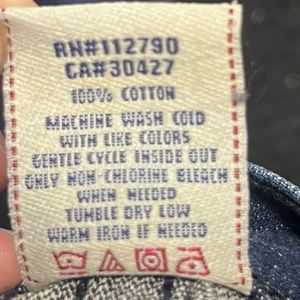 RN#112790
CA#30427
100% COTTON
MACHINE WASH COLD
WITH LIKE COLORS
GENTLE CYCLE INSIDE OUT
ONLY NON-CHLORINE BLEACH
WHEN NEEDED
TUMBLE DRY LOW
WARM IRON IF NEEDED